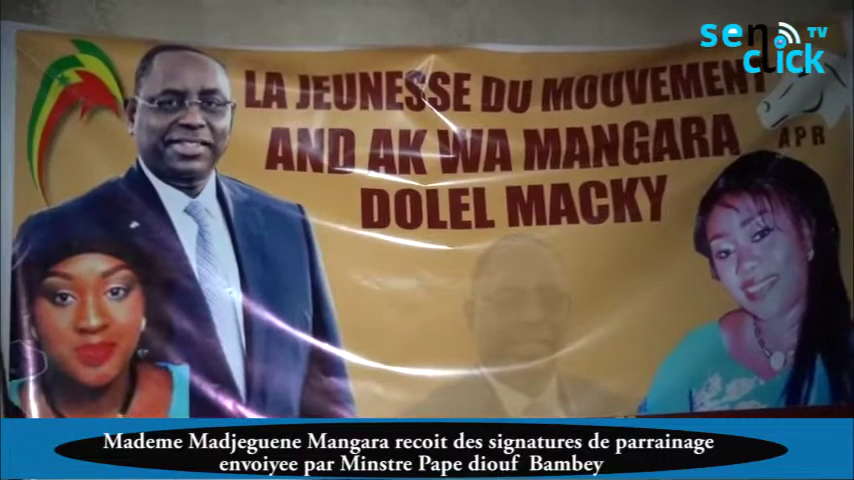 sen click TV
LA JEUNESSE DU MOUVEMENT
AND AK WA MANGARA
DOLEL MACKY
APR
Mademe Madjeguene Mangara recoit des signatures de parrainage
envoiyee par Minstre Pape diouf Bambey